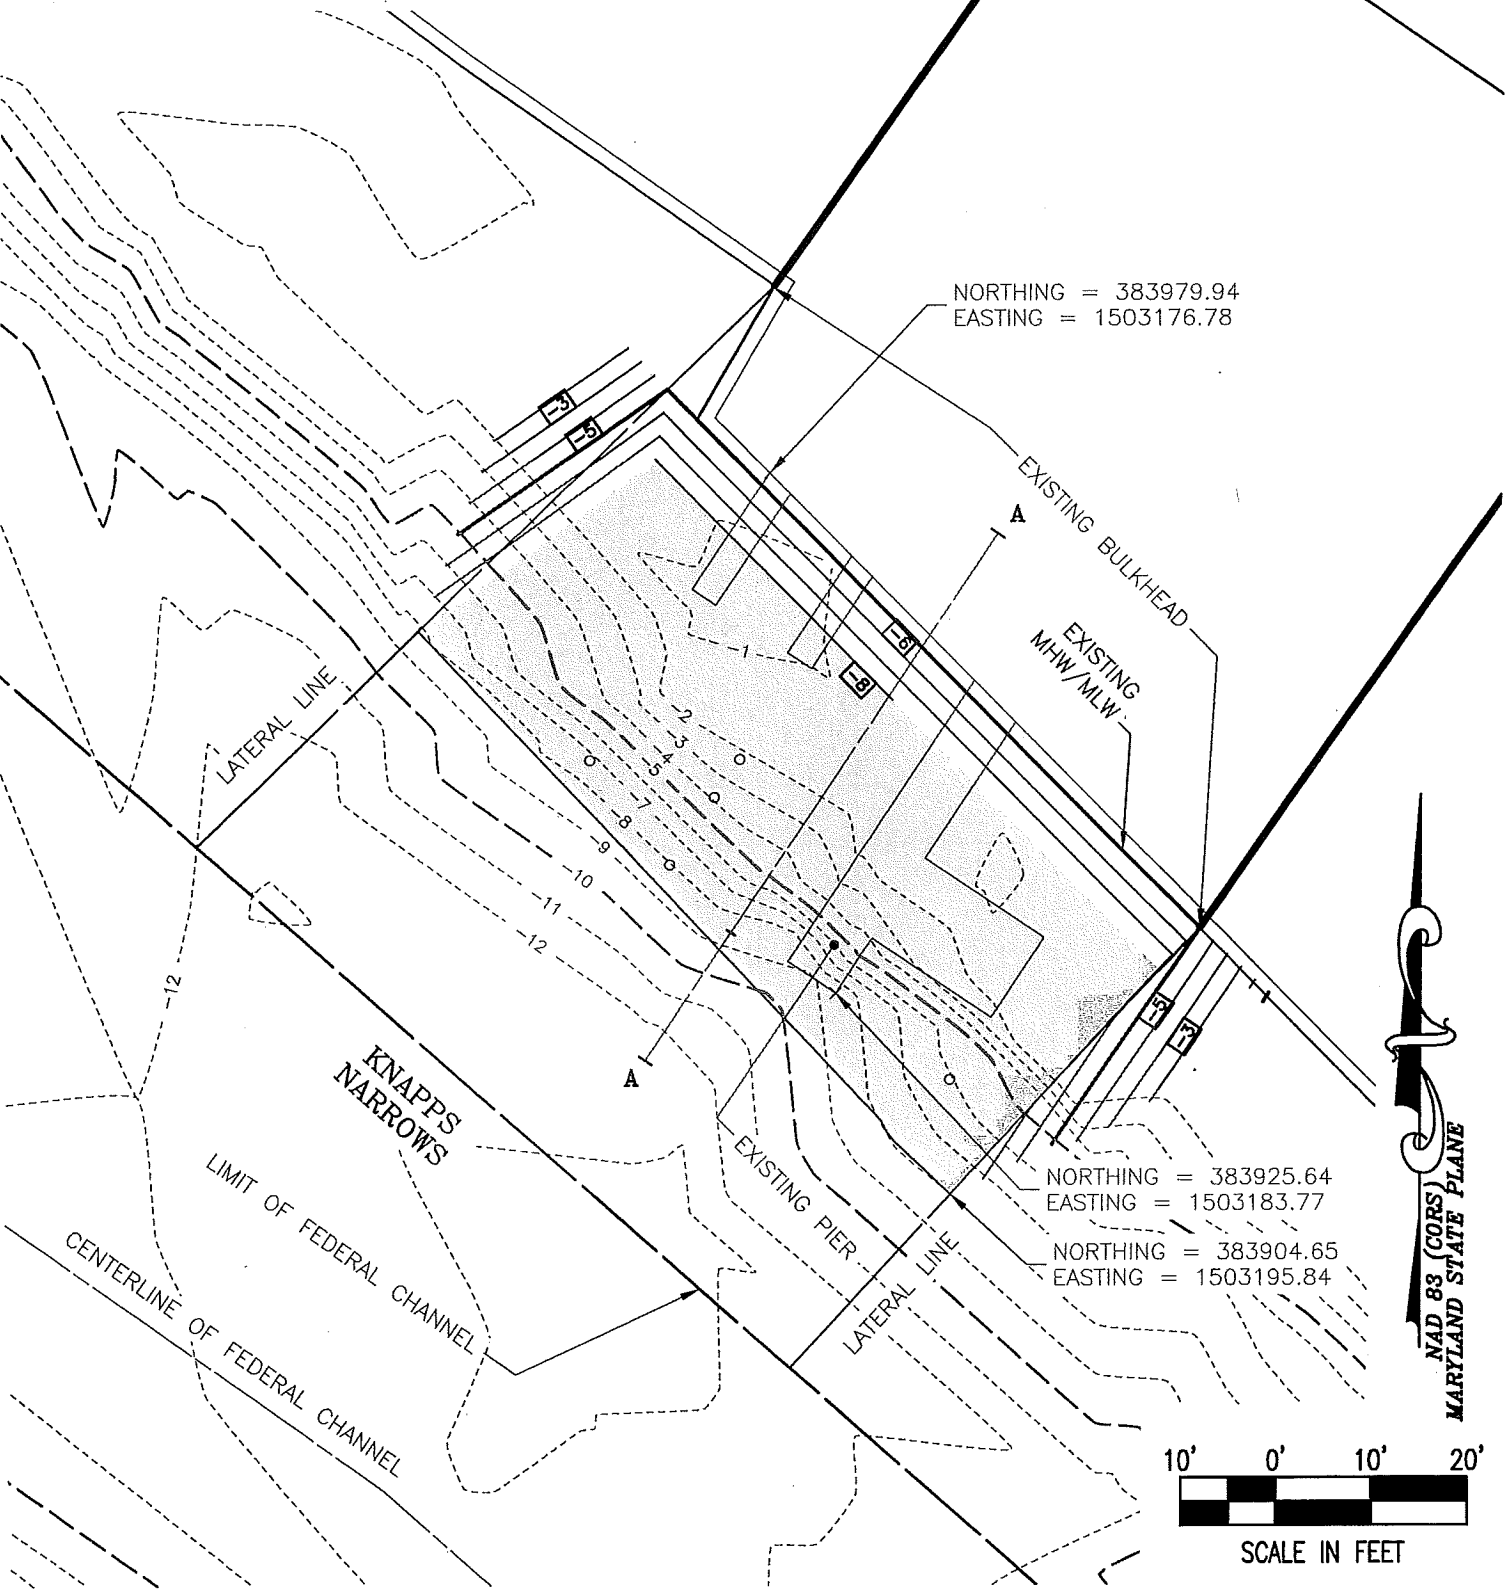 NORTHING = 383979.94
EASTING = 1503176.78
-3
-5
A
EXISTING BULKHEAD
-6
EXISTING
MHW/MLW
-1
-8
LATERAL LINE
-2
-3
-4
-5
-7
-8
-9
-10
-11
-12
-12
A
-5
-3
KNAPPS
NARROWS
LIMIT OF FEDERAL CHANNEL
CENTERLINE OF FEDERAL CHANNEL
EXISTING PIER
NORTHING = 383925.64
EASTING = 1503183.77
NORTHING = 383904.65
EASTING = 1503195.84
LATERAL LINE
NAD 83 (CORS)
MARYLAND STATE PLANE
10' 0' 10' 20'
SCALE IN FEET